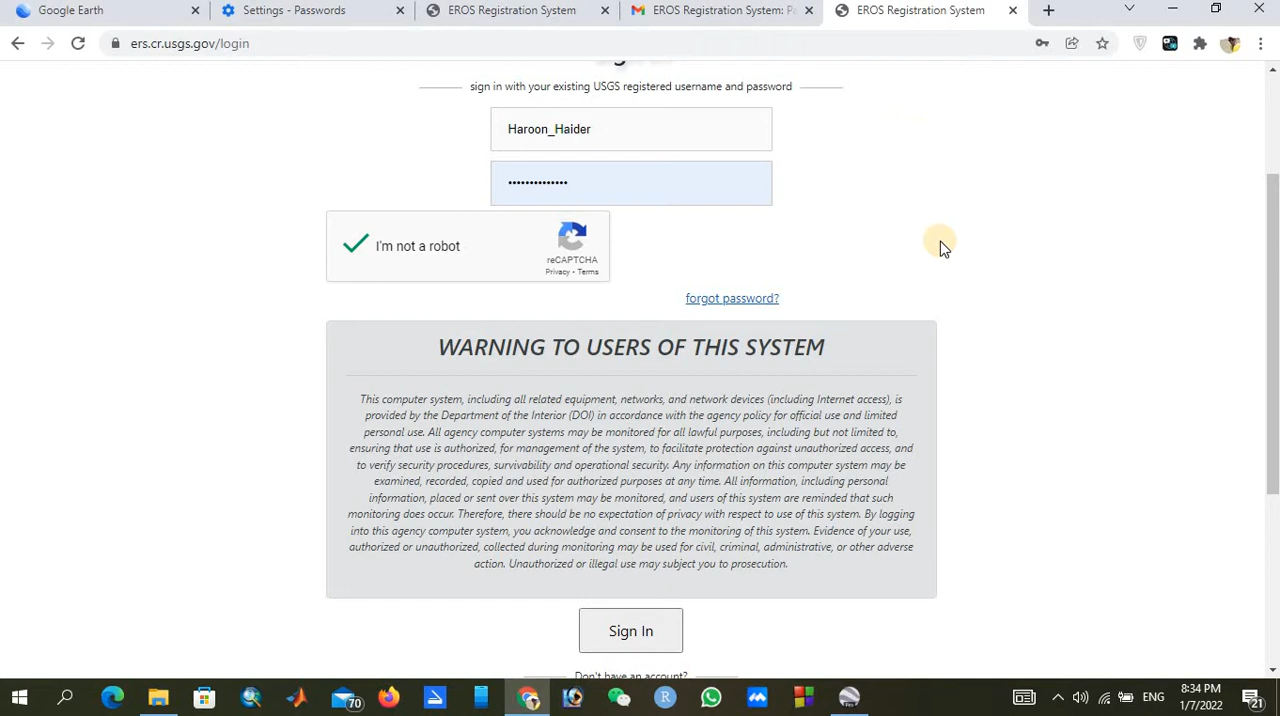 Google Earth
Settings - Passwords
EROS Registration System
EROS Registration System: Pa
EROS Registration System
ers.cr.usgs.gov/login
sign in with your existing USGS registered username and password
Haroon_Haider
••••••••••••••
I'm not a robot
reCAPTCHA
Privacy - Terms
forgot password?
WARNING TO USERS OF THIS SYSTEM
This computer system, including all related equipment, networks, and network devices (including Internet access), is
provided by the Department of the Interior (DOI) in accordance with the agency policy for official use and limited
personal use. All agency computer systems may be monitored for all lawful purposes, including but not limited to,
ensuring that use is authorized, for management of the system, to facilitate protection against unauthorized access, and
to verify security procedures, survivability and operational security. Any information on this computer system may be
examined, recorded, copied and used for authorized purposes at any time. All information, including personal
information, placed or sent over this system may be monitored, and users of this system are reminded that such
monitoring does occur. Therefore, there should be no expectation of privacy with respect to use of this system. By logging
into this agency computer system, you acknowledge and consent to the monitoring of this system. Evidence of your use,
authorized or unauthorized, collected during monitoring may be used for civil, criminal, administrative, or other adverse
action. Unauthorized or illegal use may subject you to prosecution.
Sign In
Don't have an account?
70
R
ENG
8:34 PM
1/7/2022
21